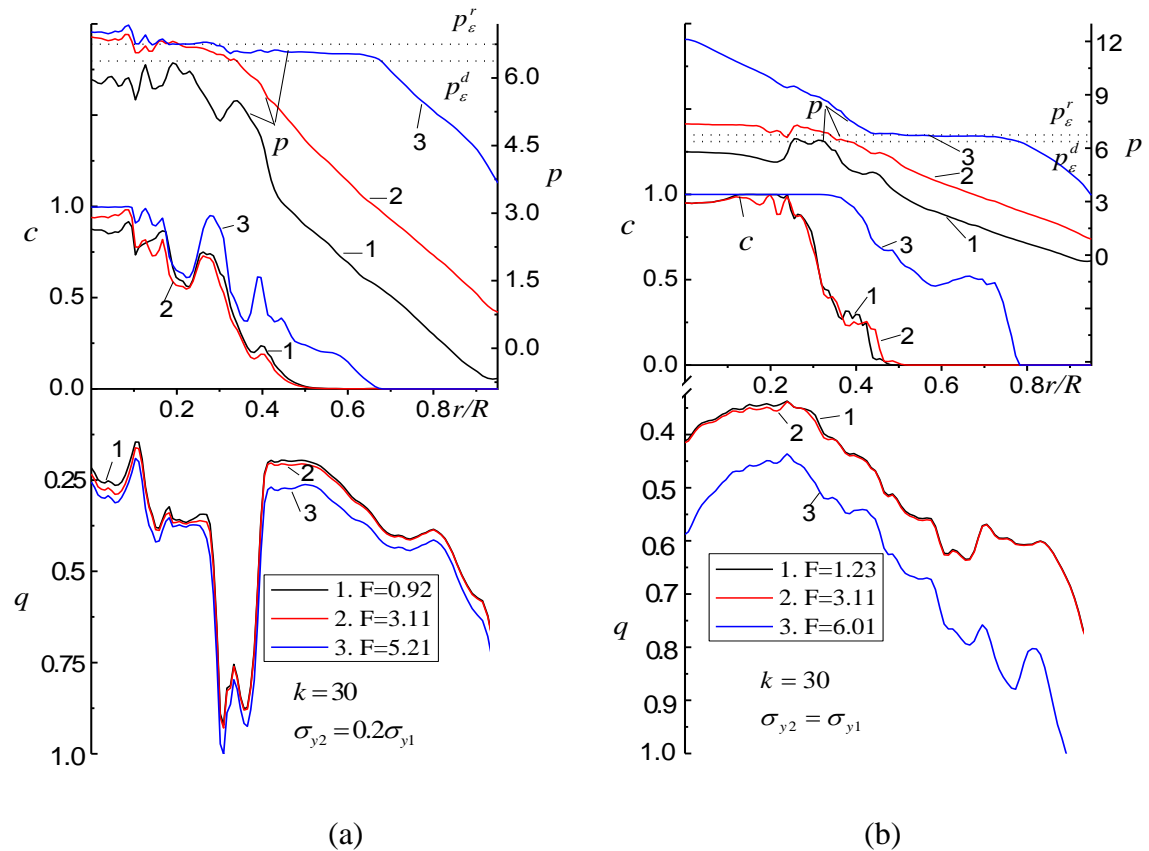 p_ε^r
p_ε^d
6.0
4.5
3.0
1.5
0.0
p
p
3
2
1
1.0
0.5
0.0
c
3
2
1
0.2 0.4 0.6 0.8 r/R
1
2
3
0.25
0.5
0.75
1.0
q
1. F=0.92
2. F=3.11
3. F=5.21
k = 30
σ_y2 = 0.2σ_y1
(a)
12
9
6
3
0
p_ε^r
p_ε^d
p
p
3
2
1
1.0
0.5
0.0
c
c
3
1
2
0.2 0.4 0.6 0.8 r/R
1
2
3
0.4
0.5
0.6
0.7
0.8
0.9
1.0
q
1. F=1.23
2. F=3.11
3. F=6.01
k = 30
σ_y2 = σ_y1
(b)